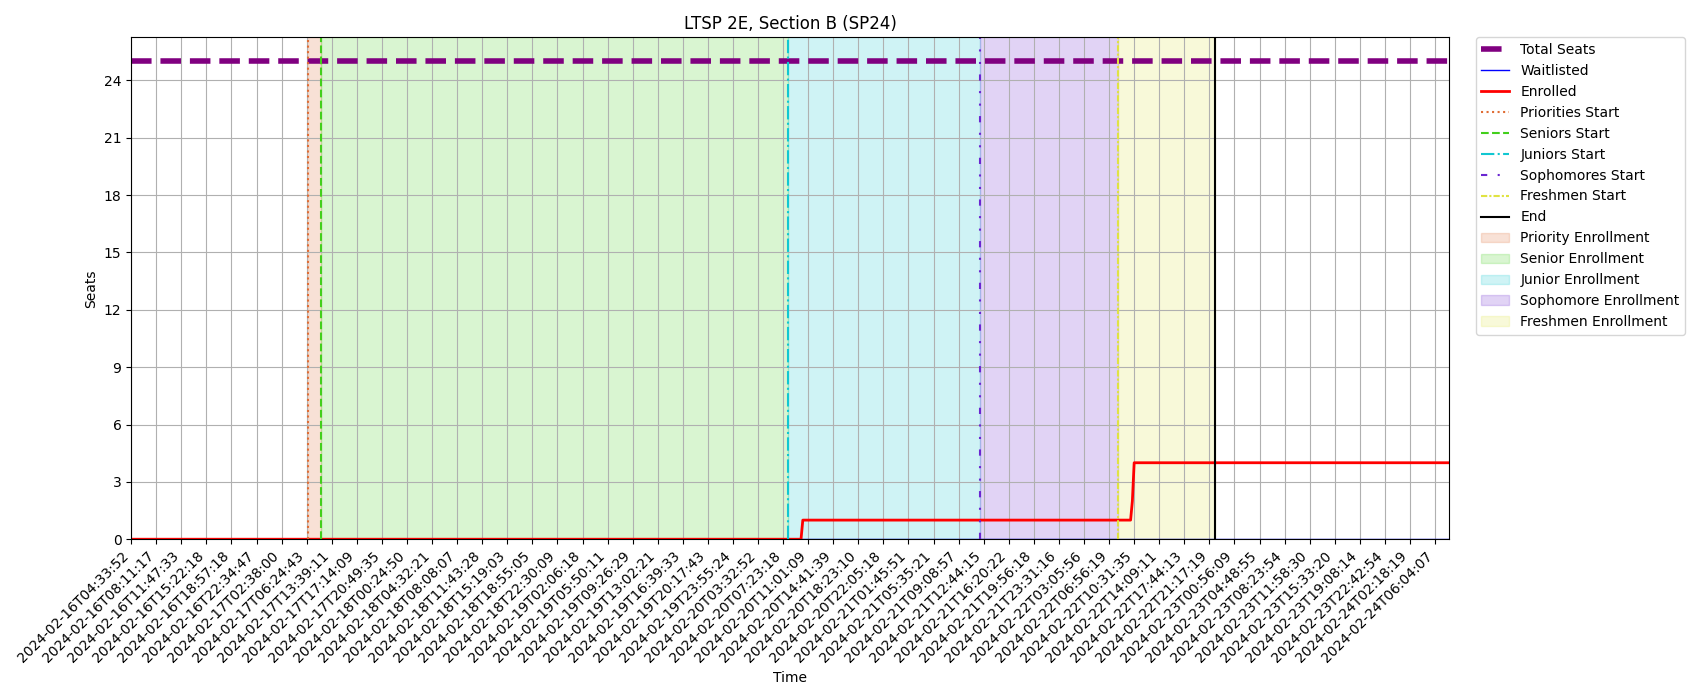 LTSP 2E, Section B (SP24)
Seats
24
21
18
15
12
9
6
3
0
2024-02-16T04:33:52
2024-02-16T08:11:17
2024-02-16T11:47:33
2024-02-16T15:22:18
2024-02-16T18:57:18
2024-02-16T22:34:47
2024-02-17T02:38:00
2024-02-17T06:24:43
2024-02-17T13:39:11
2024-02-17T17:14:09
2024-02-17T20:49:35
2024-02-18T00:24:50
2024-02-18T04:32:21
2024-02-18T08:08:07
2024-02-18T11:43:28
2024-02-18T15:19:03
2024-02-18T18:55:05
2024-02-18T22:30:09
2024-02-19T02:06:18
2024-02-19T05:50:11
2024-02-19T09:26:29
2024-02-19T13:02:21
2024-02-19T16:39:33
2024-02-19T20:17:43
2024-02-19T23:55:24
2024-02-20T03:32:52
2024-02-20T07:23:18
2024-02-20T11:01:09
2024-02-20T14:41:39
2024-02-20T18:23:10
2024-02-20T22:05:18
2024-02-21T01:45:51
2024-02-21T05:35:21
2024-02-21T09:08:57
2024-02-21T12:44:15
2024-02-21T16:20:22
2024-02-21T19:56:18
2024-02-21T23:31:16
2024-02-22T03:05:56
2024-02-22T06:56:19
2024-02-22T10:31:35
2024-02-22T14:09:11
2024-02-22T17:44:13
2024-02-22T21:17:19
2024-02-23T00:56:09
2024-02-23T04:48:55
2024-02-23T08:23:54
2024-02-23T11:58:30
2024-02-23T15:33:20
2024-02-23T19:08:14
2024-02-23T22:42:54
2024-02-24T02:18:19
2024-02-24T06:04:07
Time
Total Seats
Waitlisted
Enrolled
Priorities Start
Seniors Start
Juniors Start
Sophomores Start
Freshmen Start
End
Priority Enrollment
Senior Enrollment
Junior Enrollment
Sophomore Enrollment
Freshmen Enrollment